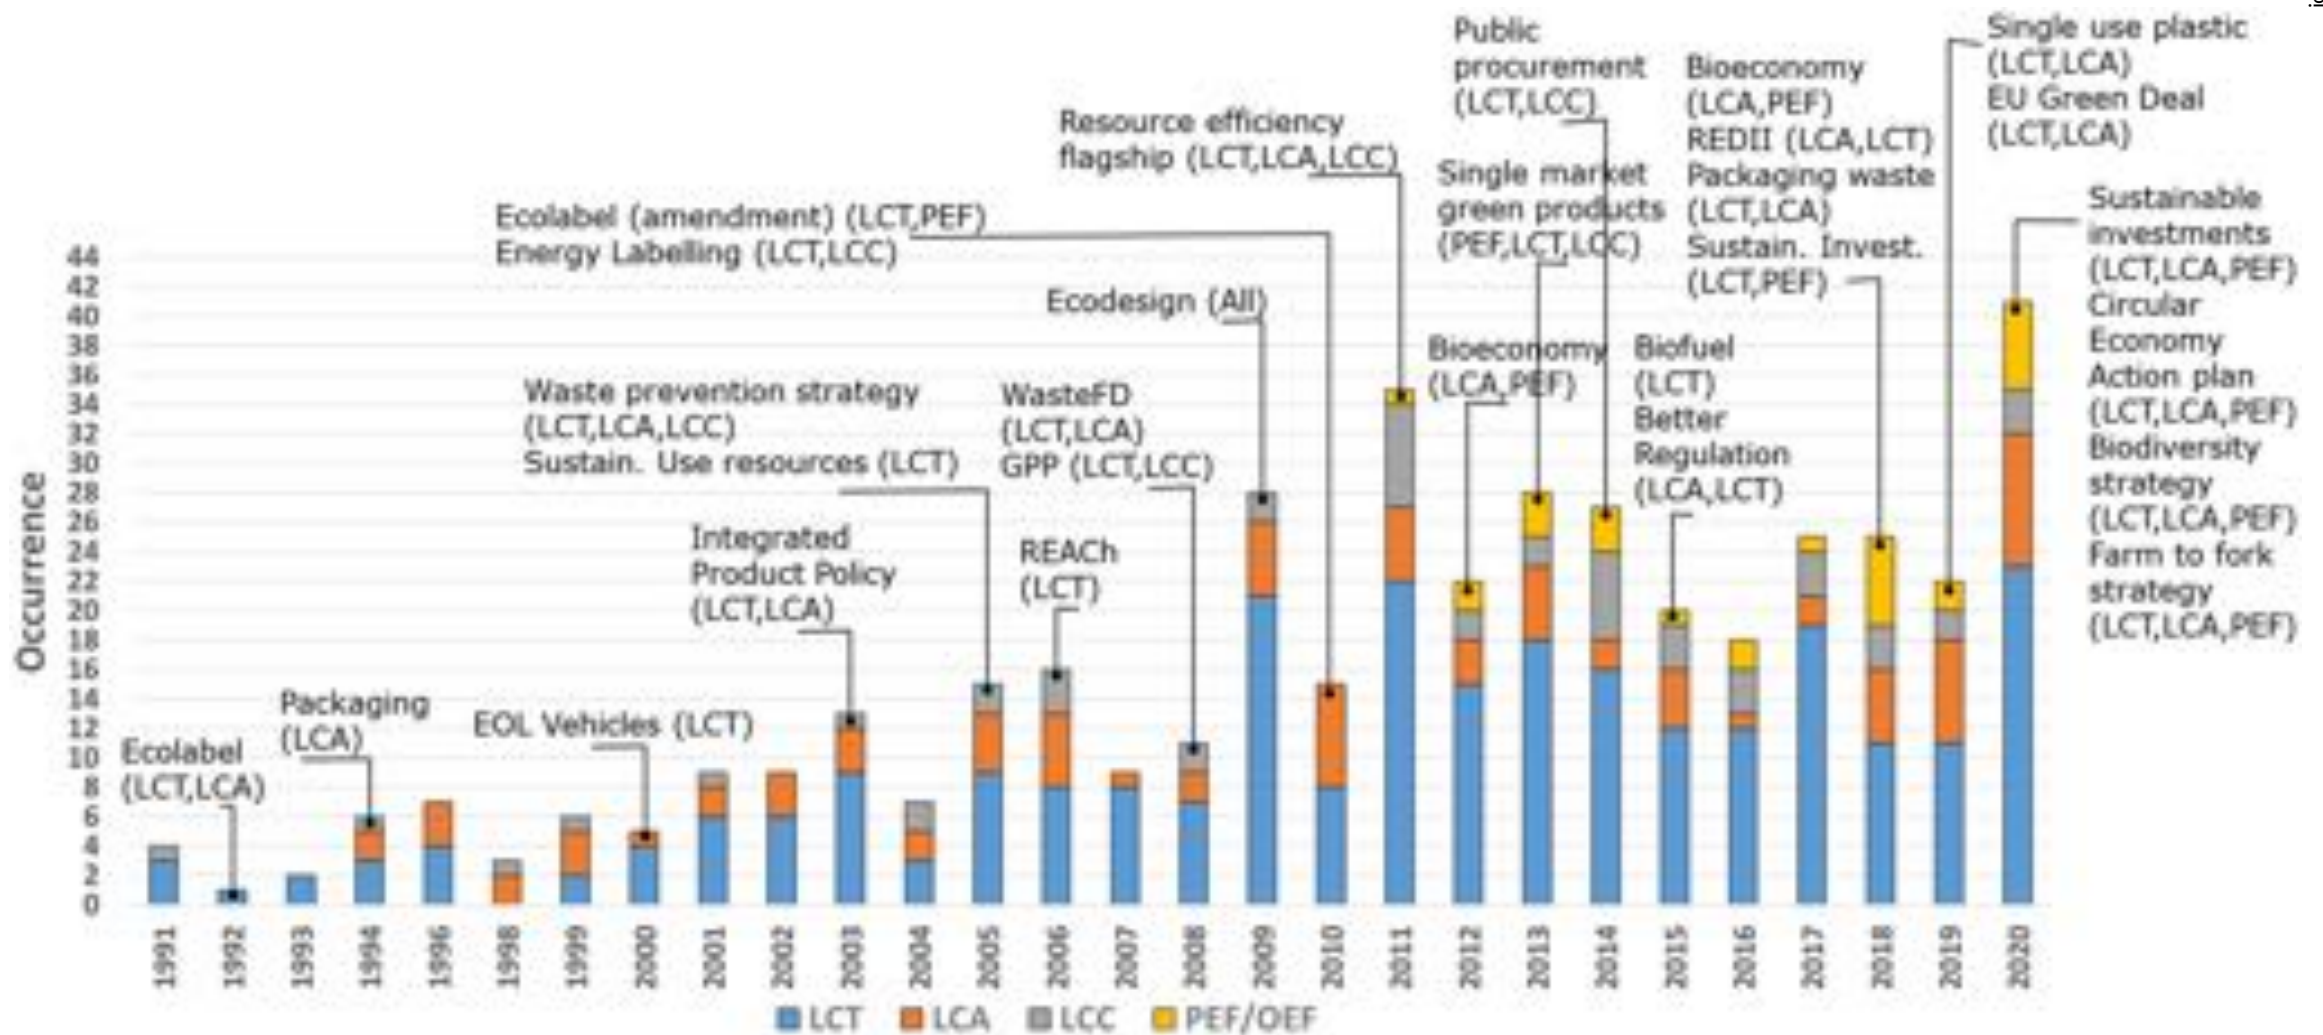 Public
procurement
(LCT,LCC)
Single use plastic
(LCT,LCA)
EU Green Deal
(LCT,LCA)
Bioeconomy
(LCA,PEF)
REDII (LCA,LCT)
Packaging waste
(LCT,LCA)
Sustain. Invest.
(LCT,PEF)
Resource efficiency
flagship (LCT,LCA,LCC)
Single market
green products
(PEF,LCT,LCC)
Sustainable
investments
(LCT,LCA,PEF)
Circular
Economy
Action plan
(LCT,LCA,PEF)
Biodiversity
strategy
(LCT,LCA,PEF)
Farm to fork
strategy
(LCT,LCA,PEF)
Ecolabel (amendment) (LCT,PEF)
Energy Labelling (LCT,LCC)
Ecodesign (All)
Bioeconomy
(LCA,PEF)
Biofuel
(LCT)
Better
Regulation
(LCA,LCT)
Waste prevention strategy
(LCT,LCA,LCC)
Sustain. Use resources (LCT)
WasteFD
(LCT,LCA)
GPP (LCT,LCC)
Integrated
Product Policy
(LCT,LCA)
REACh
(LCT)
Packaging
(LCA)
EOL Vehicles (LCT)
Ecolabel
(LCT,LCA)
Occurrence
44
42
40
38
36
34
32
30
28
26
24
22
20
18
16
14
12
10
8
6
4
2
0
1991
1992
1993
1994
1996
1998
1999
2000
2001
2002
2003
2004
2005
2006
2007
2008
2009
2010
2011
2012
2013
2014
2015
2016
2017
2018
2019
2020
LCT LCA LCC PEF/OEF